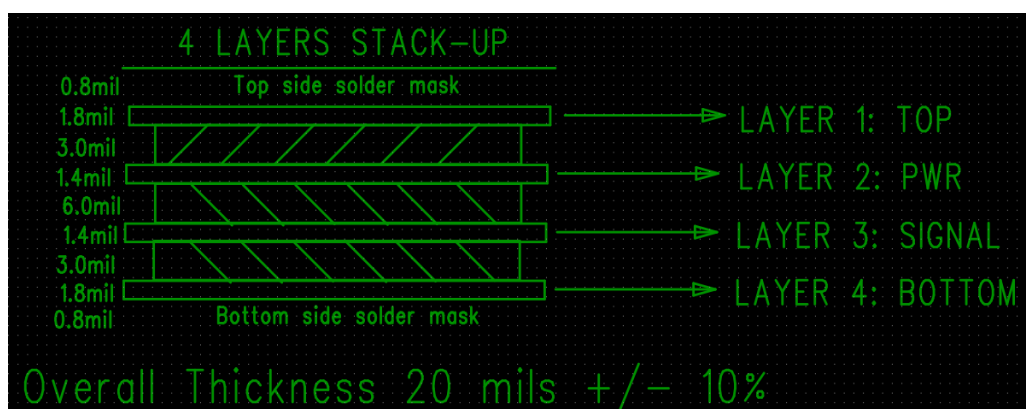 4 LAYERS STACK-UP
0.8mil Top side solder mask
1.8mil LAYER 1: TOP
3.0mil
1.4mil LAYER 2: PWR
6.0mil
1.4mil LAYER 3: SIGNAL
3.0mil
1.8mil LAYER 4: BOTTOM
0.8mil Bottom side solder mask
Overall Thickness 20 mils +/- 10%